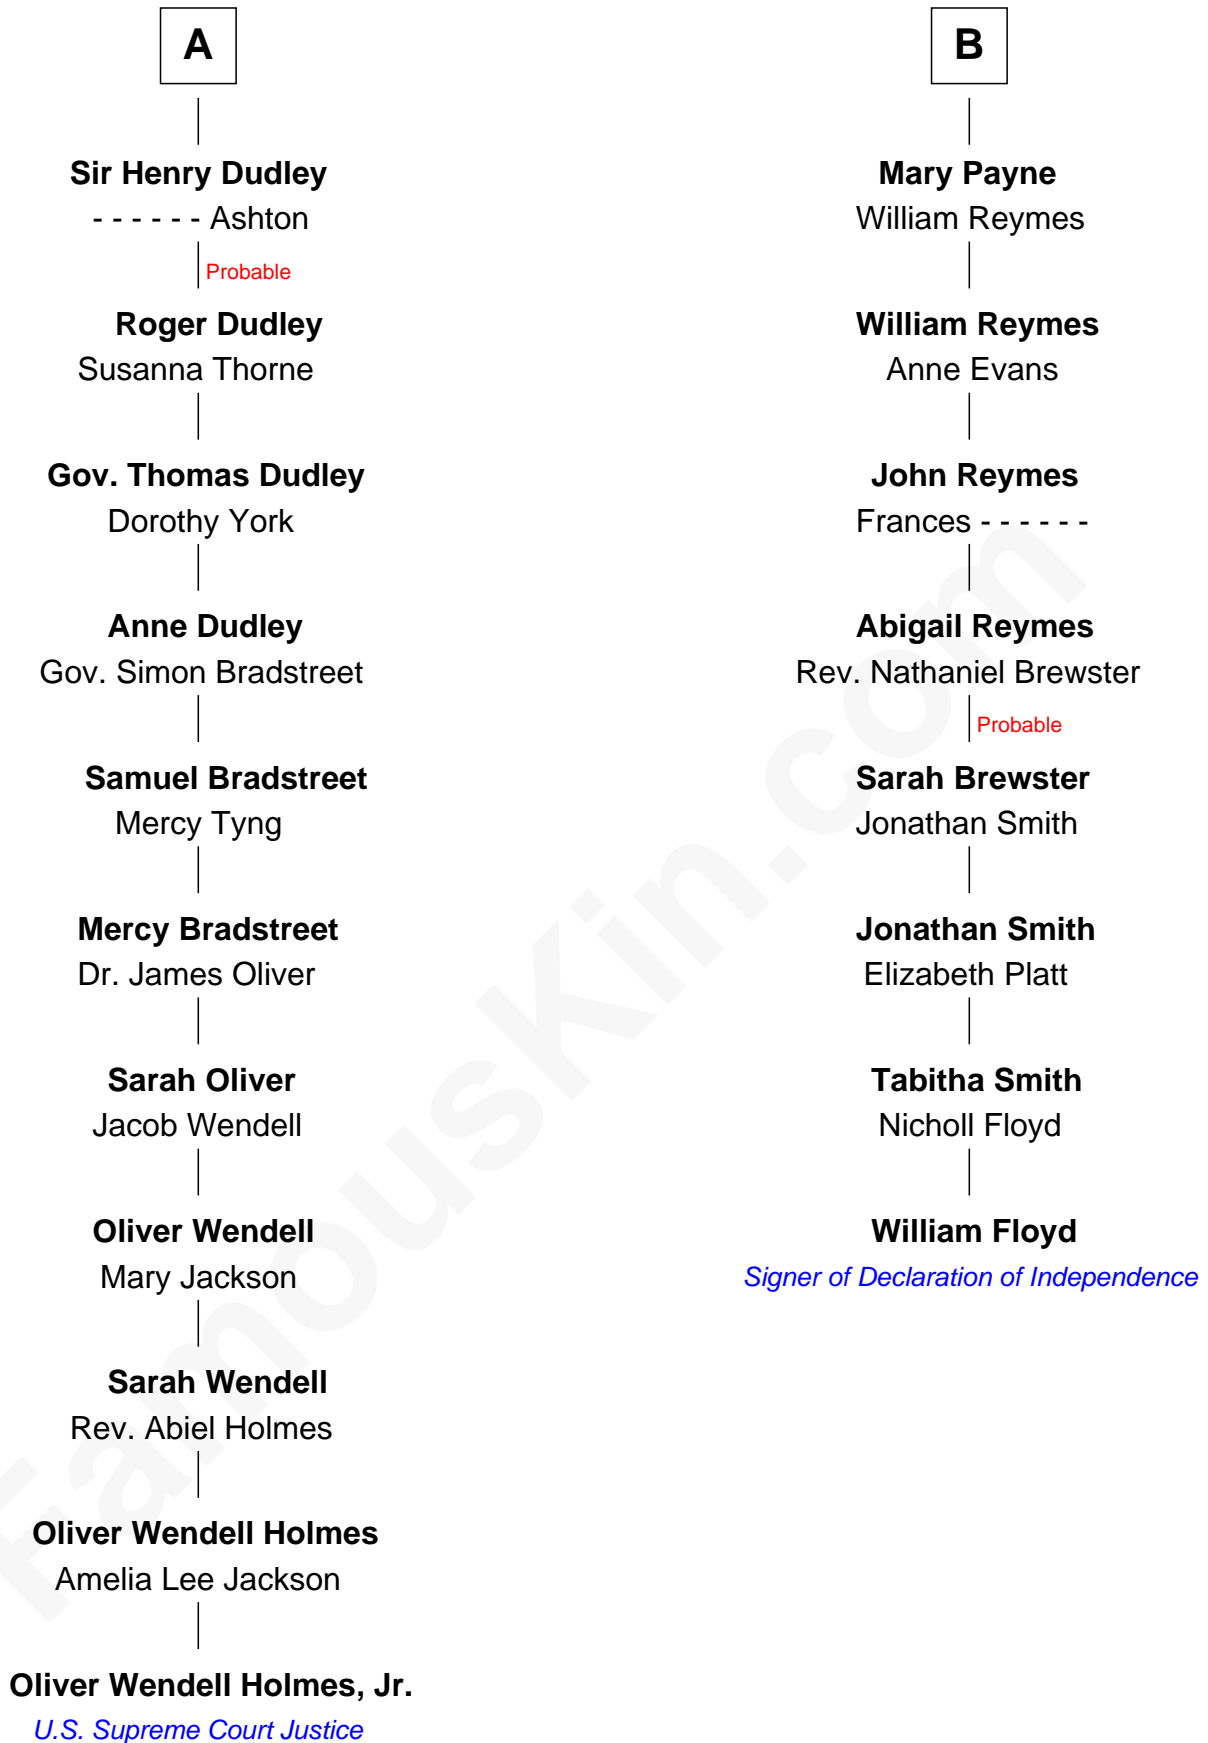 A
Sir Henry Dudley
- - - - - - Ashton
Probable
Roger Dudley
Susanna Thorne
Gov. Thomas Dudley
Dorothy York
Anne Dudley
Gov. Simon Bradstreet
Samuel Bradstreet
Mercy Tyng
Mercy Bradstreet
Dr. James Oliver
Sarah Oliver
Jacob Wendell
Oliver Wendell
Mary Jackson
Sarah Wendell
Rev. Abiel Holmes
Oliver Wendell Holmes
Amelia Lee Jackson
Oliver Wendell Holmes, Jr.
U.S. Supreme Court Justice
B
Mary Payne
William Reymes
William Reymes
Anne Evans
John Reymes
Frances - - - - - -
Abigail Reymes
Rev. Nathaniel Brewster
Probable
Sarah Brewster
Jonathan Smith
Jonathan Smith
Elizabeth Platt
Tabitha Smith
Nicholl Floyd
William Floyd
Signer of Declaration of Independence
FamousKin.com